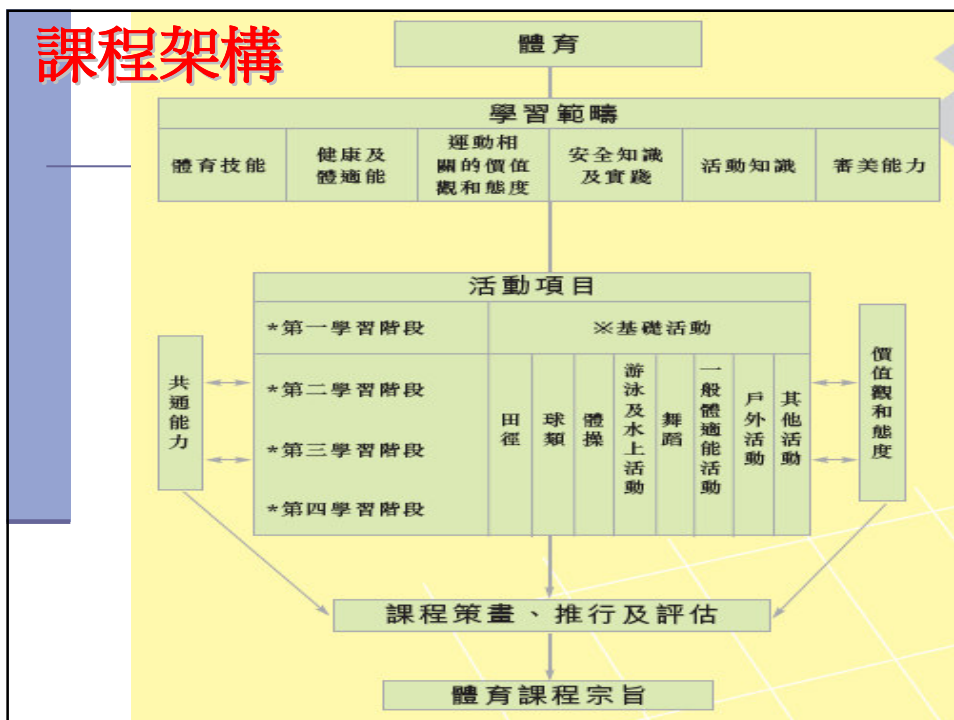 課程架構
體育
學習範疇
體育技能
健康及
體適能
運動相
關的價值
觀和態度
安全知識
及實踐
活動知識
審美能力
活動項目
*第一學習階段
※基礎活動
*第二學習階段
*第三學習階段
*第四學習階段
田徑
球類
體操
游泳及水上活動
舞蹈
一般體適能活動
戶外活動
其他活動
共通能力
價值觀和態度
課程策畫、推行及評估
體育課程宗旨